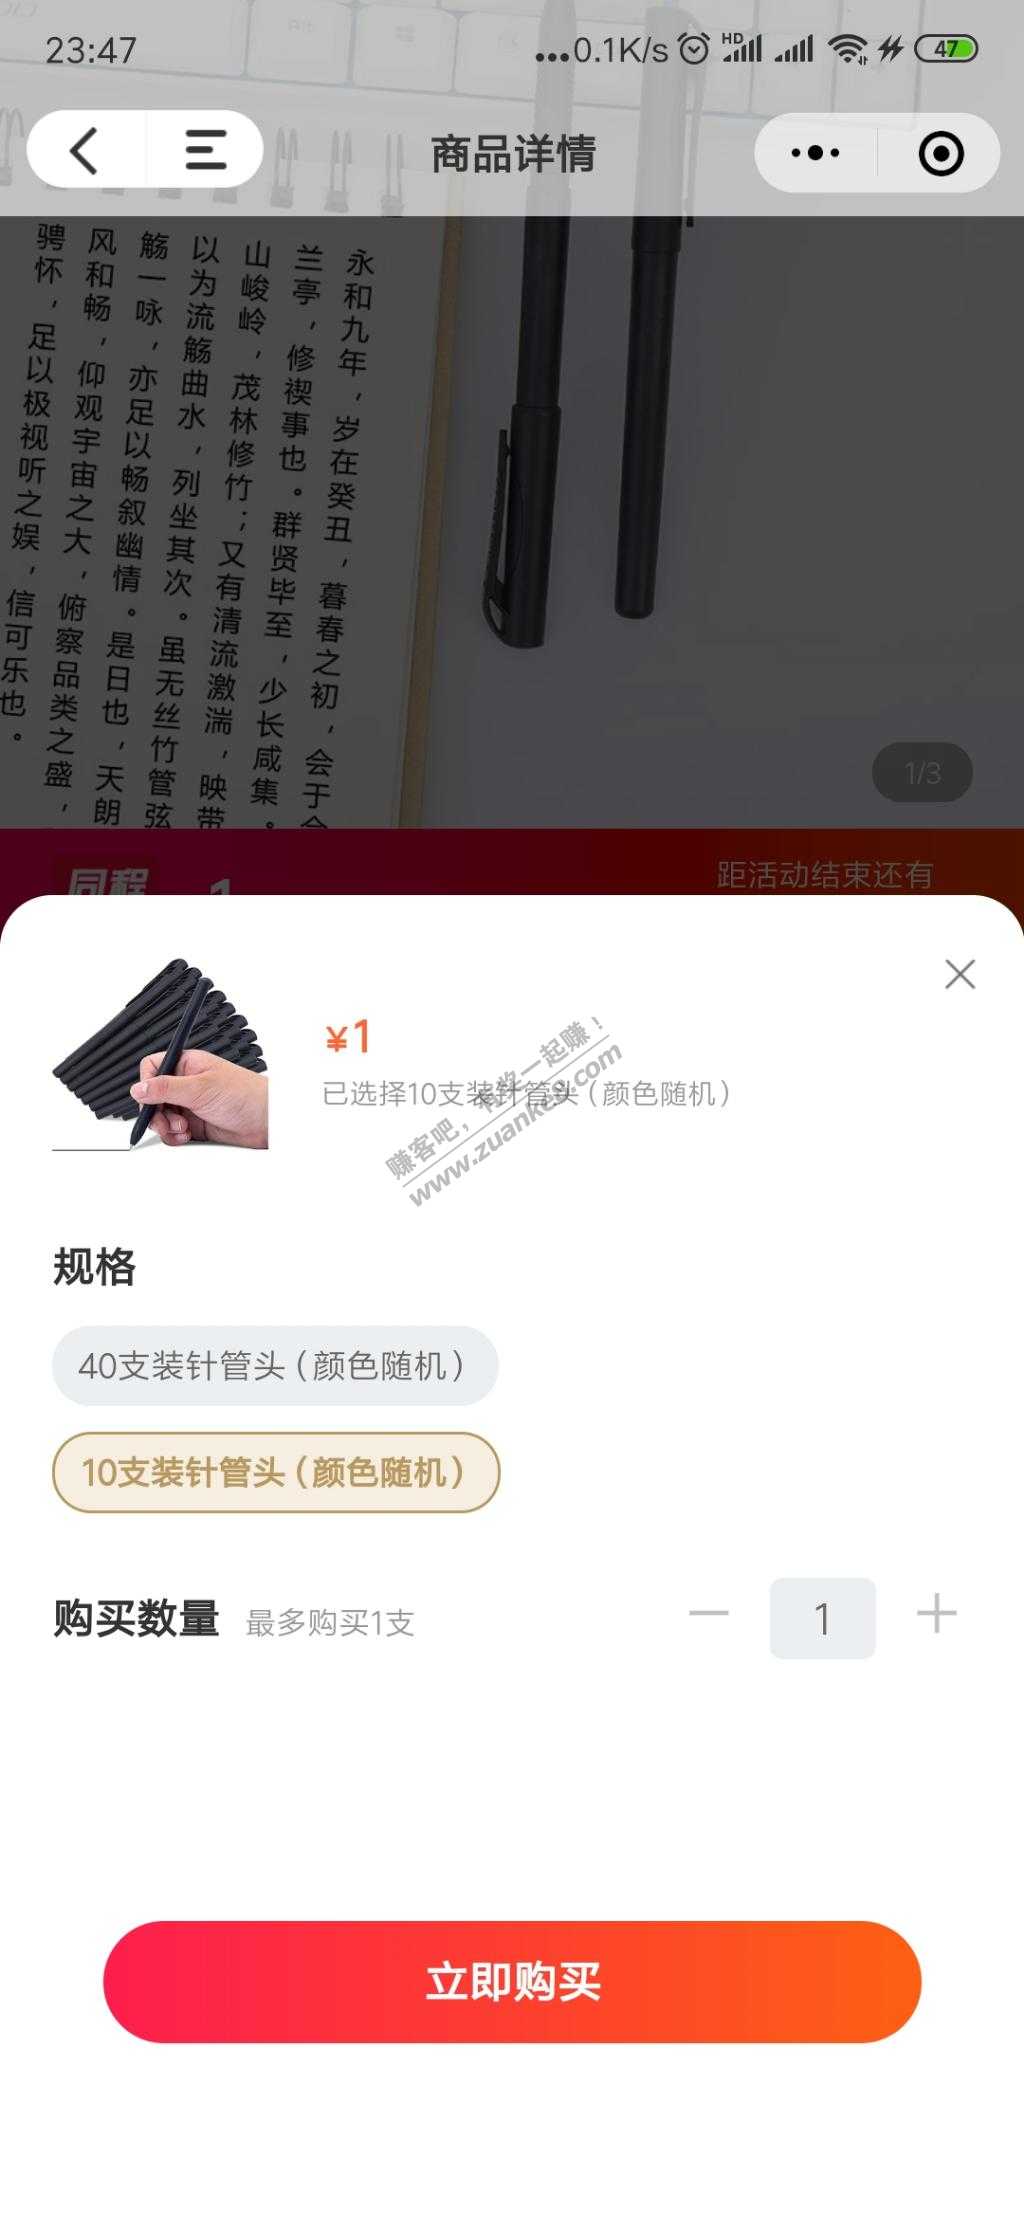 23:47
...0.1K/s
HD
47
商品详情
永和九年，岁在癸丑，暮春之初，会于会
兰亭，修禊事也。群贤毕至，少长咸集。
山峻岭，茂林修竹；又有清流激湍，映带
以为流觞曲水，列坐其次。虽无丝竹管弦
觞一咏，亦足以畅叙幽情。是日也，天朗
风和畅，仰观宇宙之大，俯察品类之盛，
骋怀，足以极视听之娱，信可乐也。
1/3
同程
1
距活动结束还有
¥1
已选择10支装针管头（颜色随机）
赚客吧，有奖一起赚！
www.zuanke8.com
规格
40支装针管头（颜色随机）
10支装针管头（颜色随机）
购买数量 最多购买1支
1
立即购买